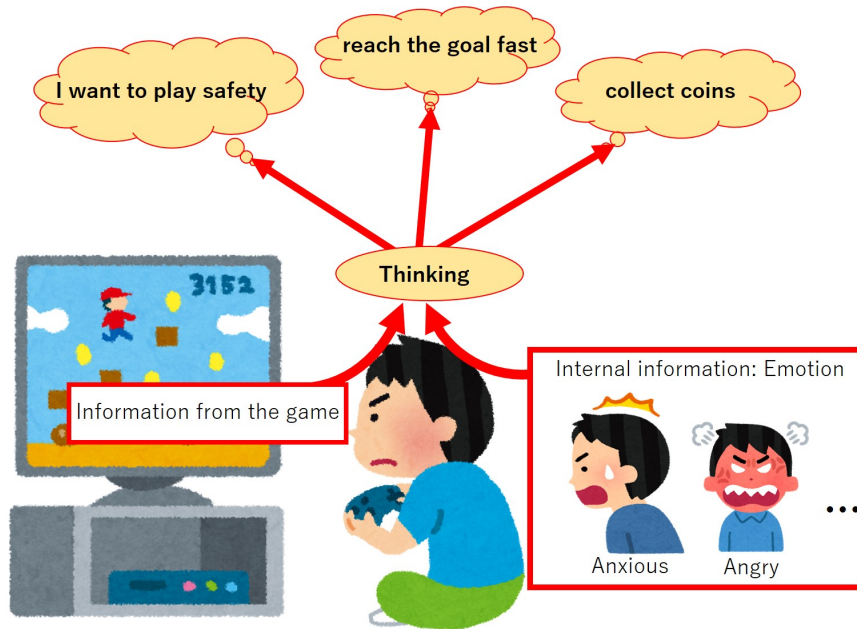 reach the goal fast
I want to play safety
collect coins
3152
Thinking
Information from the game
Internal information: Emotion
Anxious
Angry
...